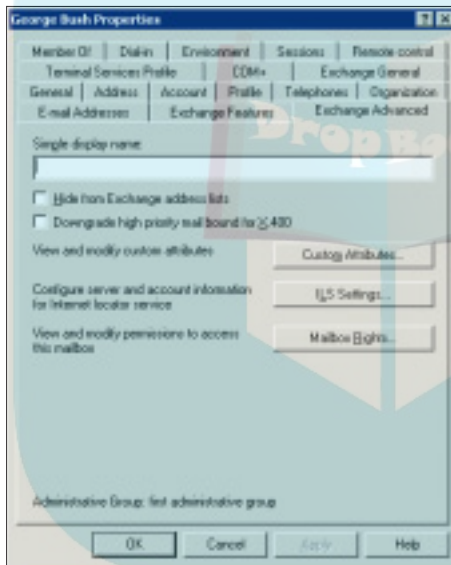 George Bush Properties
Member Of Dial-in Environment Sessions Remote control
Terminal Services Profile COM+ Exchange General
General Address Account Profile Telephones Organization
E-mail Addresses Exchange Features Exchange Advanced
Simple display name:
Hide from Exchange address lists
Downgrade high priority mail bound for X.400
View and modify custom attributes
Custom Attributes...
Configure server and account information
for Internet locator service
ILS Settings...
View and modify permissions to access
this mailbox
Mailbox Rights...
Administrative Group: first administrative group
OK Cancel Apply Help